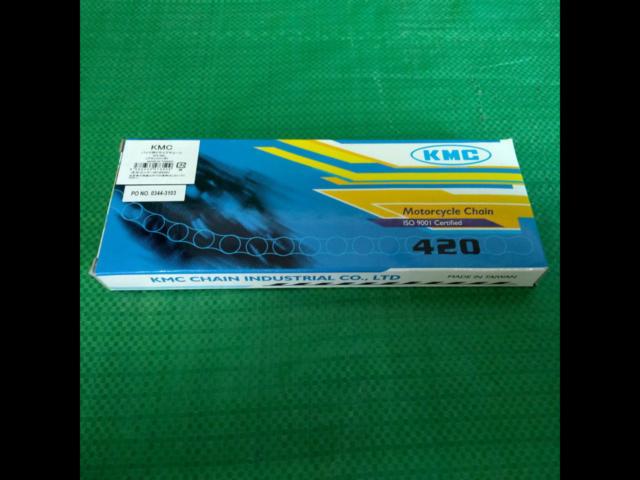 KMC
PO NO. 0344-3103
KMC
Motorcycle Chain
ISO 9001 Certified
420
KMC CHAIN INDUSTRIAL CO., LTD
MADE IN TAIWAN